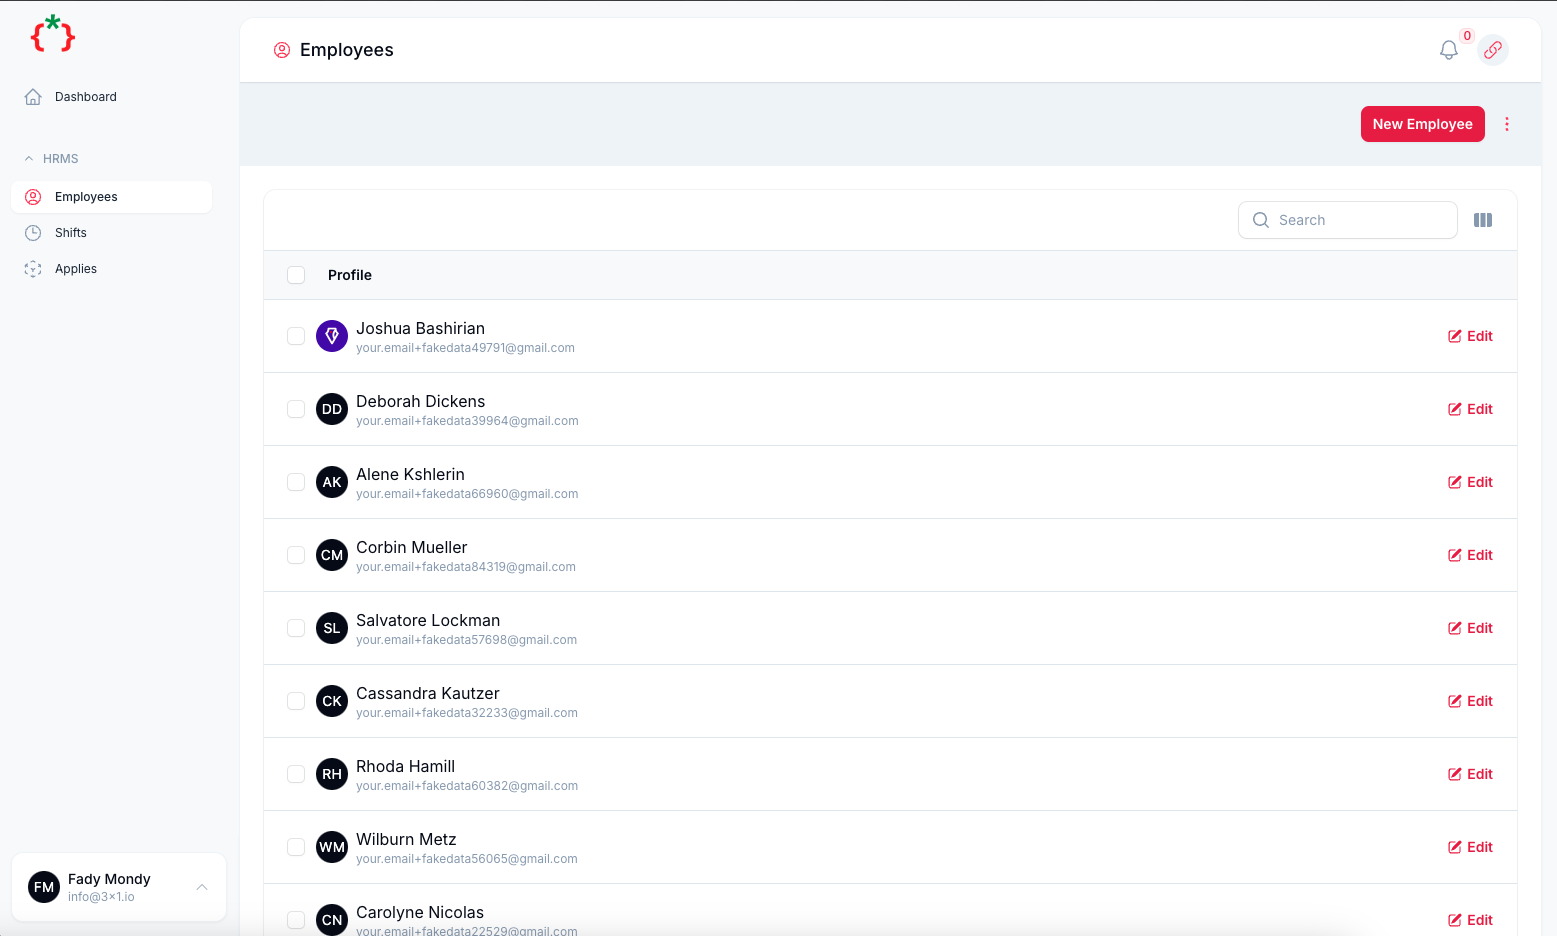 {*}
Dashboard
HRMS
Employees
Shifts
Applies
FM
Fady Mondy
info@3x1.io
Employees
0
New Employee
Search
Profile
Joshua Bashirian
your.email+fakedata49791@gmail.com
Edit
DD
Deborah Dickens
your.email+fakedata39964@gmail.com
Edit
AK
Alene Kshlerin
your.email+fakedata66960@gmail.com
Edit
CM
Corbin Mueller
your.email+fakedata84319@gmail.com
Edit
SL
Salvatore Lockman
your.email+fakedata57698@gmail.com
Edit
CK
Cassandra Kautzer
your.email+fakedata32233@gmail.com
Edit
RH
Rhoda Hamill
your.email+fakedata60382@gmail.com
Edit
WM
Wilburn Metz
your.email+fakedata56065@gmail.com
Edit
CN
Carolyne Nicolas
your.email+fakedata22529@gmail.com
Edit